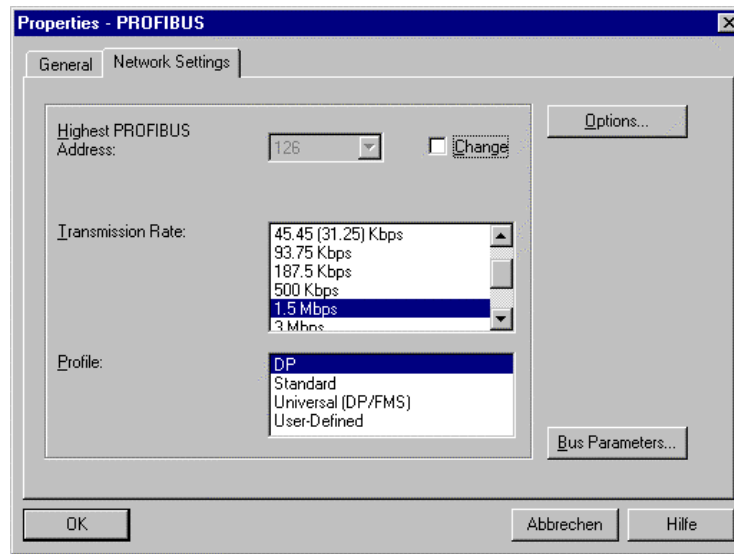 Properties - PROFIBUS
General
Network Settings
Highest PROFIBUS
Address:
126
Change
Options...
Transmission Rate:
45.45 (31.25) Kbps
93.75 Kbps
187.5 Kbps
500 Kbps
1.5 Mbps
3 Mbps
Profile:
DP
Standard
Universal (DP/FMS)
User-Defined
Bus Parameters...
OK
Abbrechen
Hilfe